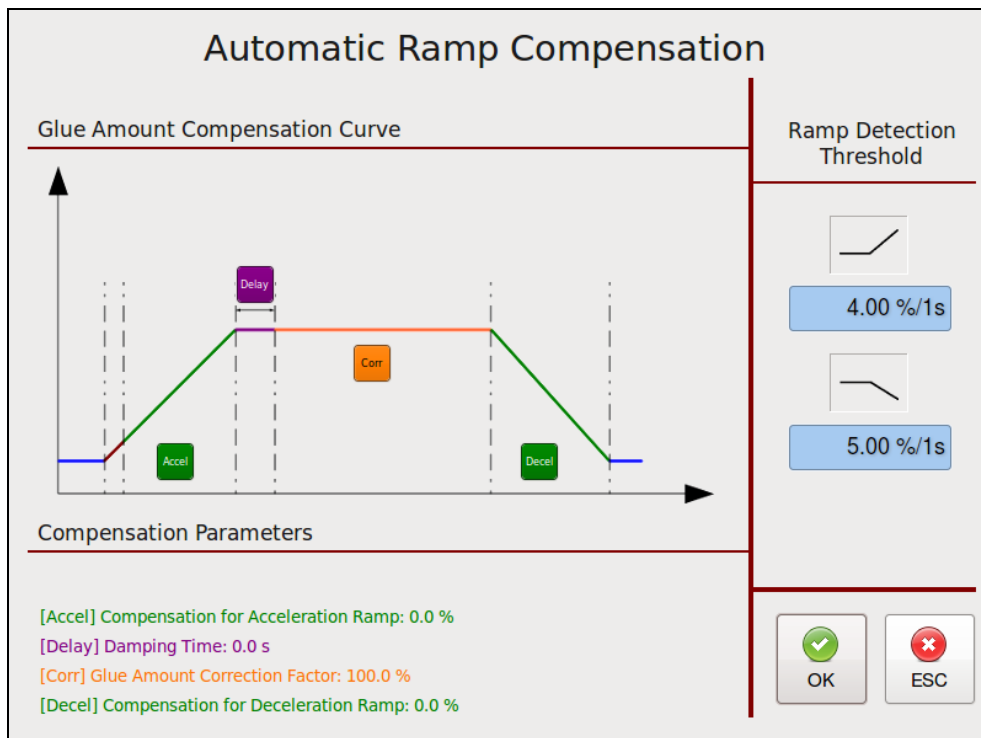 Automatic Ramp Compensation
Glue Amount Compensation Curve
Delay
Corr
Accel
Decel
Compensation Parameters
[Accel] Compensation for Acceleration Ramp: 0.0 %
[Delay] Damping Time: 0.0 s
[Corr] Glue Amount Correction Factor: 100.0 %
[Decel] Compensation for Deceleration Ramp: 0.0 %
Ramp Detection
Threshold
4.00 %/1s
5.00 %/1s
OK
ESC